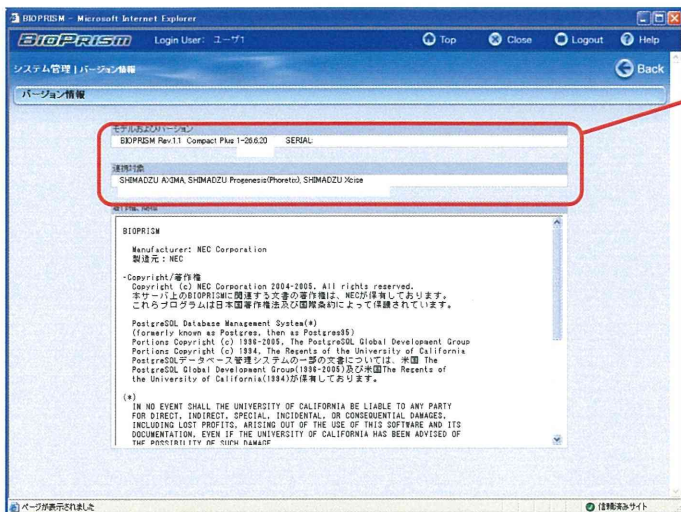 BIOPRISM - Microsoft Internet Explorer
BIOPRISM Login User: ユーザ1 Top Close Logout Help
システム管理 | バージョン情報 Back
バージョン情報
モデルおよびバージョン
BIOPRISM Rev.1.1 Compact Plus 1-26.6.20 SERIAL:
連携対象
SHIMADZU AXIMA, SHIMADZU Progenesis(Phoretix), SHIMADZU Xcise
BIOPRISM
Manufacturer: NEC Corporation
製造元 : NEC
-Copyright/著作権
Copyright (c) NEC Corporation 2004-2005. All rights reserved.
本サーバ上のBIOPRISMに関連する文書の著作権は、NECが保有しております。
これらプログラムは日本国著作権法及び国際条約によって保護されています。
PostgreSQL Database Management System(*)
(formerly known as Postgres, then as Postgres95)
Portions Copyright (c) 1996-2005, The PostgreSQL Global Development Group
Portions Copyright (c) 1994, The Regents of the University of California
PostgreSQLデータベース管理システムの一部の文書については、米国 The
PostgreSQL Global Development Group(1996-2005)及び米国The Regents of
the University of California(1994)が保有しております。
(*)
IN NO EVENT SHALL THE UNIVERSITY OF CALIFORNIA BE LIABLE TO ANY PARTY
FOR DIRECT, INDIRECT, SPECIAL, INCIDENTAL, OR CONSEQUENTIAL DAMAGES,
INCLUDING LOST PROFITS, ARISING OUT OF THE USE OF THIS SOFTWARE AND ITS
DOCUMENTATION, EVEN IF THE UNIVERSITY OF CALIFORNIA HAS BEEN ADVISED OF
THE POSSIBILITY OF SUCH DAMAGE
ページが表示されました 信頼済みサイト